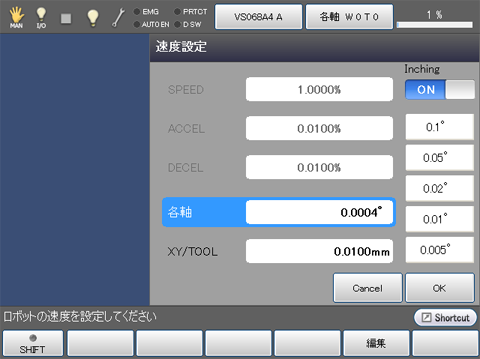 MAN
I/O
EMG
PRTCT
AUTO EN
D SW
VS068A4 A
各軸 W 0 T 0
1 %
速度設定
Inching
SPEED
1.0000%
ON
ACCEL
0.0100%
0.1°
DECEL
0.0100%
0.05°
0.02°
各軸
0.0004°
0.01°
XY/TOOL
0.0100mm
0.005°
Cancel
OK
ロボットの速度を設定してください
Shortcut
SHIFT
編集